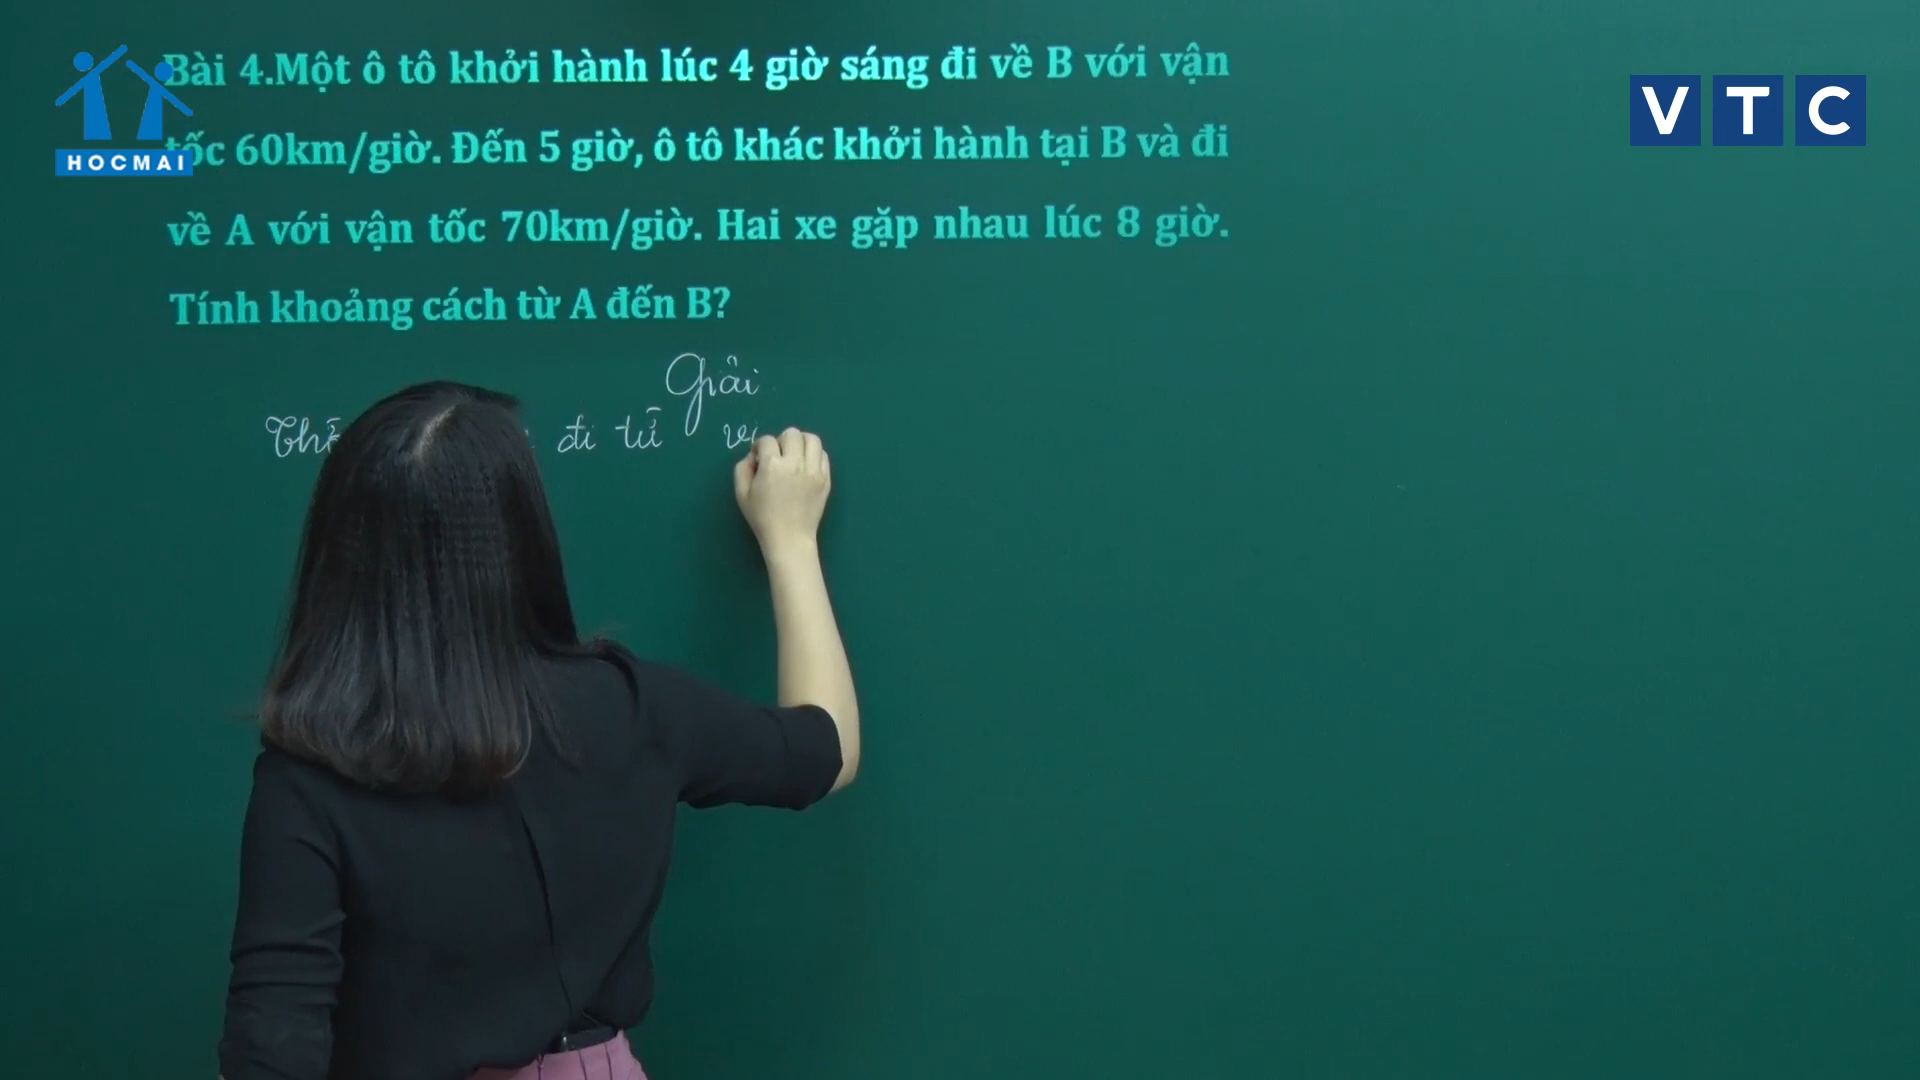 Bài 4.Một ô tô khởi hành lúc 4 giờ sáng đi về B với vận
tốc 60km/giờ. Đến 5 giờ, ô tô khác khởi hành tại B và đi
về A với vận tốc 70km/giờ. Hai xe gặp nhau lúc 8 giờ.
Tính khoảng cách từ A đến B?
HOCMAI
VTC
Giải
đi từ